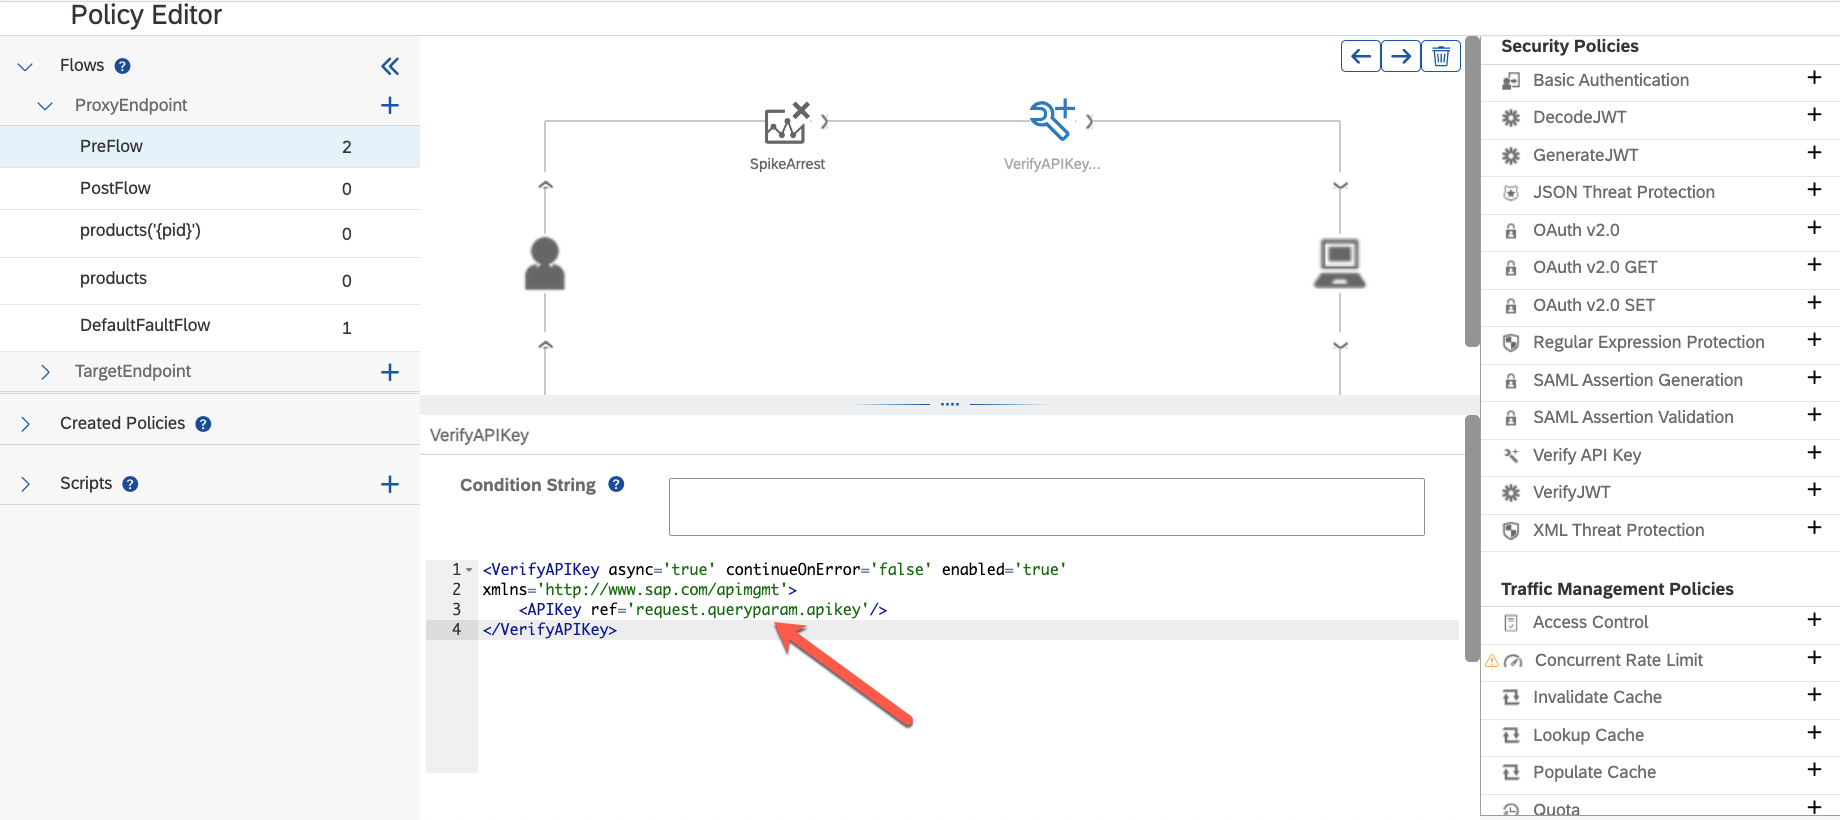 Policy Editor
Flows ?
ProxyEndpoint
PreFlow 2
PostFlow 0
products('{pid}') 0
products 0
DefaultFaultFlow 1
TargetEndpoint
Created Policies ?
Scripts ?
SpikeArrest
VerifyAPIKey...
VerifyAPIKey
Condition String ?
1 <VerifyAPIKey async='true' continueOnError='false' enabled='true'
2 xmlns='http://www.sap.com/apimgmt'>
3 <APIKey ref='request.queryparam.apikey'/>
4 </VerifyAPIKey>
Security Policies
Basic Authentication
DecodeJWT
GenerateJWT
JSON Threat Protection
OAuth v2.0
OAuth v2.0 GET
OAuth v2.0 SET
Regular Expression Protection
SAML Assertion Generation
SAML Assertion Validation
Verify API Key
VerifyJWT
XML Threat Protection
Traffic Management Policies
Access Control
Concurrent Rate Limit
Invalidate Cache
Lookup Cache
Populate Cache
Quota